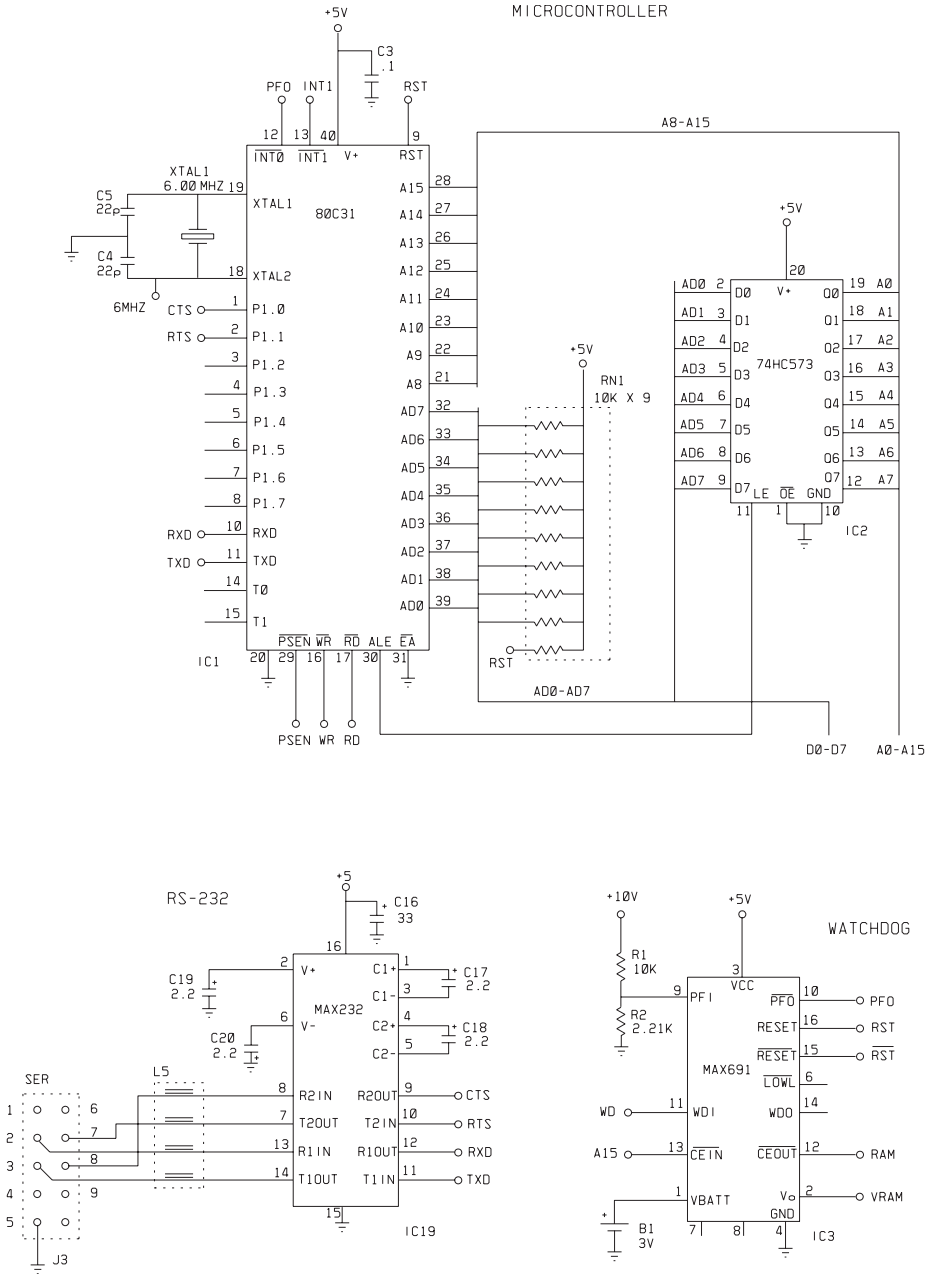 MICROCONTROLLER
+5V
C3
.1
PFO INT1 RST
12 13 40 9
INT0 INT1 V+ RST
A8-A15
XTAL1
6.00MHZ
19 XTAL1
C5
22p
C4
22p
18 XTAL2
6MHZ
80C31
CTS 1 P1.0
RTS 2 P1.1
3 P1.2
4 P1.3
5 P1.4
6 P1.5
7 P1.6
8 P1.7
RXD 10 RXD
TXD 11 TXD
14 T0
15 T1
A15 28
A14 27
A13 26
A12 25
A11 24
A10 23
A9 22
A8 21
AD7 32
AD6 33
AD5 34
AD4 35
AD3 36
AD2 37
AD1 38
AD0 39
PSEN WR RD ALE EA
IC1
20 29 16 17 30 31
PSEN WR RD
+5V
RN1
10K X 9
RST
AD0-AD7
+5V
20
V+
74HC573
AD0 2 D0 Q0 19 A0
AD1 3 D1 Q1 18 A1
AD2 4 D2 Q2 17 A2
AD3 5 D3 Q3 16 A3
AD4 6 D4 Q4 15 A4
AD5 7 D5 Q5 14 A5
AD6 8 D6 Q6 13 A6
AD7 9 D7 Q7 12 A7
LE OE GND
11 1 10
IC2
D0-D7 A0-A15
RS-232
+5
C16
33
16
2 V+ C1+ 1
C19
2.2
C17
2.2
C1- 3
MAX232
6 V- C2+ 4
C20
2.2
C18
2.2
C2- 5
8 R2IN R2OUT 9 CTS
7 T2OUT T2IN 10 RTS
13 R1IN R1OUT 12 RXD
14 T1OUT T1IN 11 TXD
15
IC19
SER
L5
1 6
2 7
3 8
4 9
5
J3
WATCHDOG
+10V
+5V
R1
10K
R2
2.21K
3
VCC
9 PFI PFO 10 PFO
RESET 16 RST
RESET 15 RST
MAX691
LOWL 6
WD 11 WDI WDO 14
A15 13 CEIN CEOUT 12 RAM
1 VBATT Vo 2 VRAM
GND
7 8 4
B1
3V
IC3